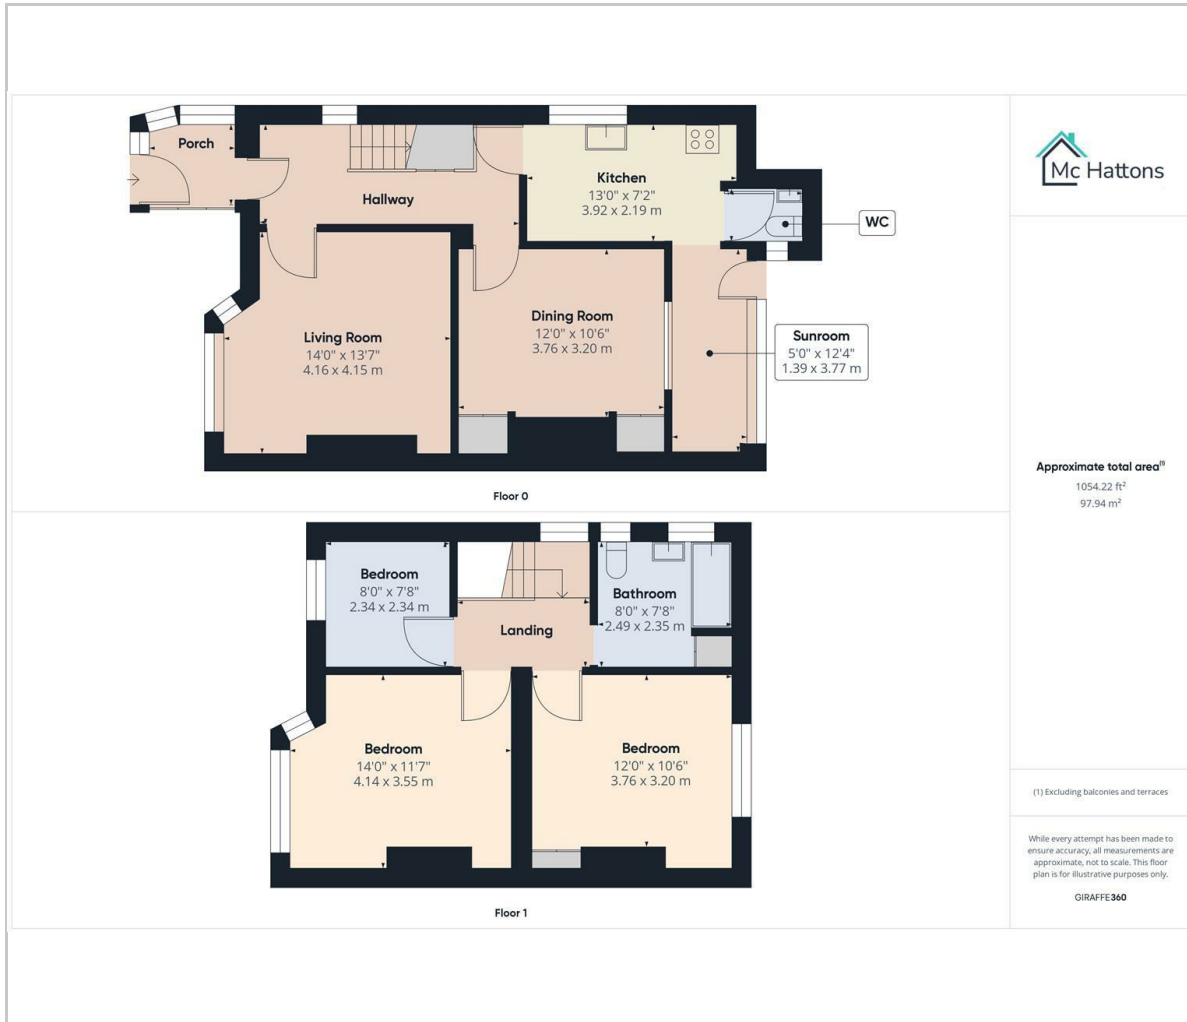 Porch
Hallway
Kitchen
13'0" x 7'2"
3.92 x 2.19 m
WC
Living Room
14'0" x 13'7"
4.16 x 4.15 m
Dining Room
12'0" x 10'6"
3.76 x 3.20 m
Sunroom
5'0" x 12'4"
1.39 x 3.77 m
Floor 0
Bedroom
8'0" x 7'8"
2.34 x 2.34 m
Landing
Bathroom
8'0" x 7'8"
2.49 x 2.35 m
Bedroom
14'0" x 11'7"
4.14 x 3.55 m
Bedroom
12'0" x 10'6"
3.76 x 3.20 m
Floor 1
Mc Hattons
Approximate total area⁽¹⁾
1054.22 ft²
97.94 m²
(1) Excluding balconies and terraces
While every attempt has been made to
ensure accuracy, all measurements are
approximate, not to scale. This floor
plan is for illustrative purposes only.
GIRAFFE360